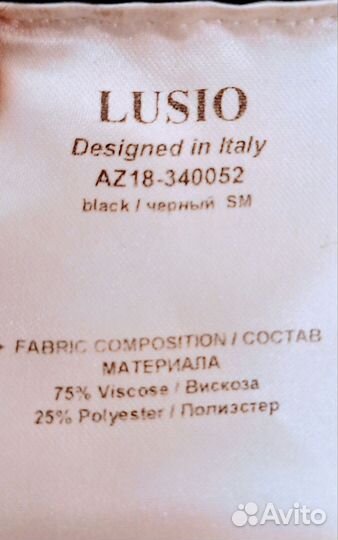 LUSIO
Designed in Italy
AZ18-340052
black / черный SM
FABRIC COMPOSITION / СОСТАВ
МАТЕРИАЛА
75% Viscose / Вискоза
25% Polyester / Полиэстер
Avito